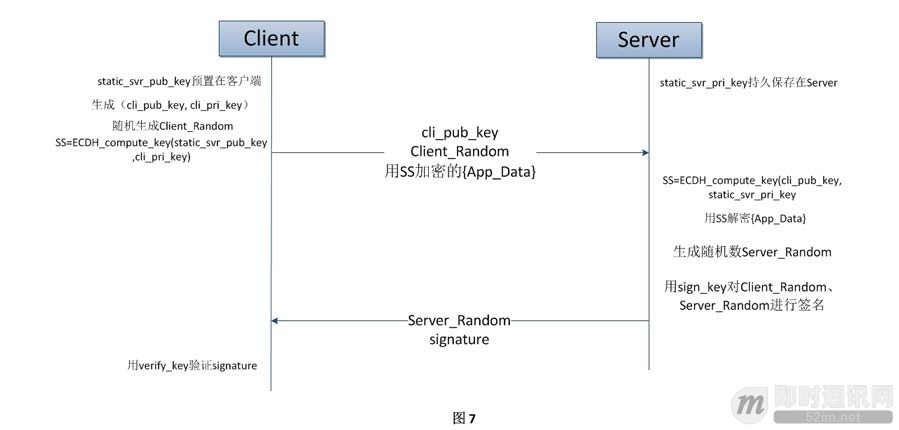 Client
Server
static_svr_pub_key预置在客户端
生成（cli_pub_key, cli_pri_key）
随机生成Client_Random
SS=ECDH_compute_key(static_svr_pub_key
,cli_pri_key)
static_svr_pri_key持久保存在Server
cli_pub_key
Client_Random
用SS加密的{App_Data}
SS=ECDH_compute_key(cli_pub_key,
static_svr_pri_key
用SS解密{App_Data}
生成随机数Server_Random
用sign_key对Client_Random、
Server_Random进行签名
Server_Random
signature
用verify_key验证signature
图 7
m
即时通讯网
52im.net